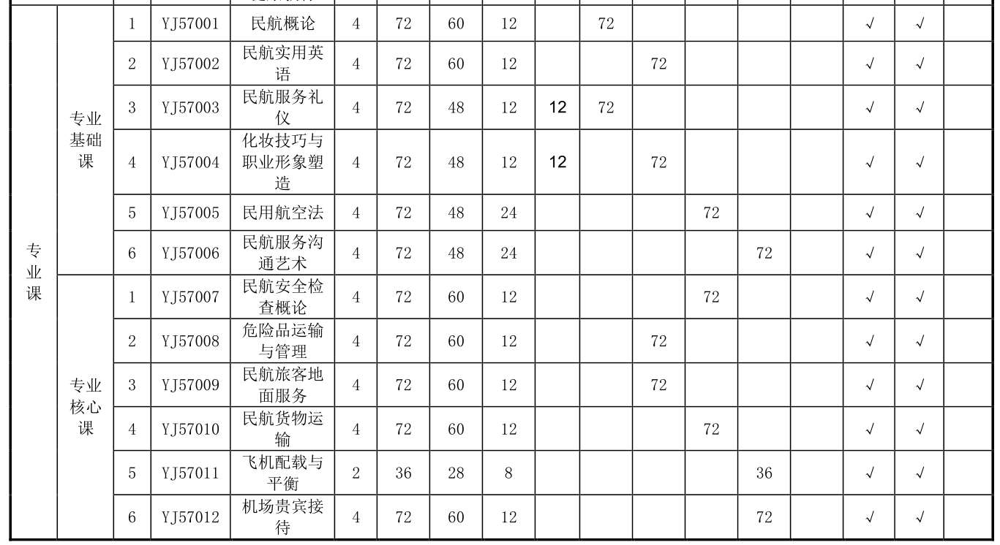 1 YJ57001 民航概论 4 72 60 12 72 √ √
2 YJ57002 民航实用英 4 72 60 12 72 √ √
语
专业
基础
课
3 YJ57003 民航服务礼 4 72 48 12 12 72 √ √
仪
4 YJ57004 化妆技巧与 4 72 48 12 12 72 √ √
职业形象塑
造
5 YJ57005 民用航空法 4 72 48 24 72 √ √
6 YJ57006 民航服务沟 4 72 48 24 72 √ √
通艺术
专
业
课
1 YJ57007 民航安全检 4 72 60 12 72 √ √
查概论
2 YJ57008 危险品运输 4 72 60 12 72 √ √
与管理
专业
核心
课
3 YJ57009 民航旅客地 4 72 60 12 72 √ √
面服务
4 YJ57010 民航货物运 4 72 60 12 72 √ √
输
5 YJ57011 飞机配载与 2 36 28 8 36 √ √
平衡
6 YJ57012 机场贵宾接 4 72 60 12 72 √ √
待